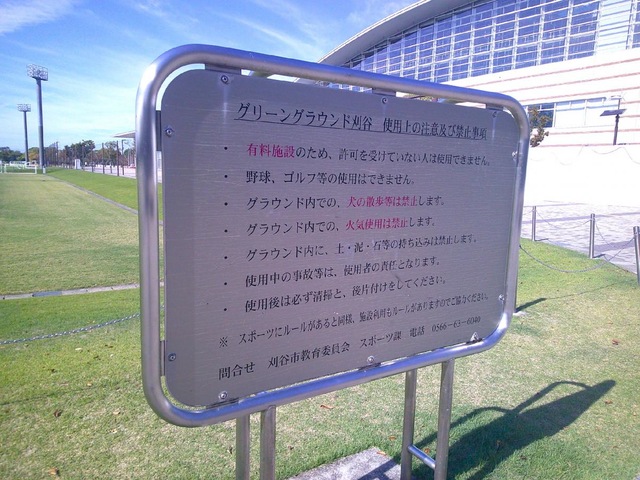 グリーングラウンド刈谷 使用上の注意及び禁止事項
・ 有料施設のため、許可を受けていない人は使用できません。
・ 野球、ゴルフ等の使用はできません。
・ グラウンド内での、犬の散歩等は禁止します。
・ グラウンド内での、火気使用は禁止します。
・ グラウンド内に、土・泥・石等の持ち込みは禁止します。
・ 使用中の事故等は、使用者の責任となります。
・ 使用後は必ず清掃と、後片付けをしてください。
※ スポーツにルールがあると同様、施設利用もルールがありますのでご協力ください。
問合せ 刈谷市教育委員会 スポーツ課 電話 0566-63-6040